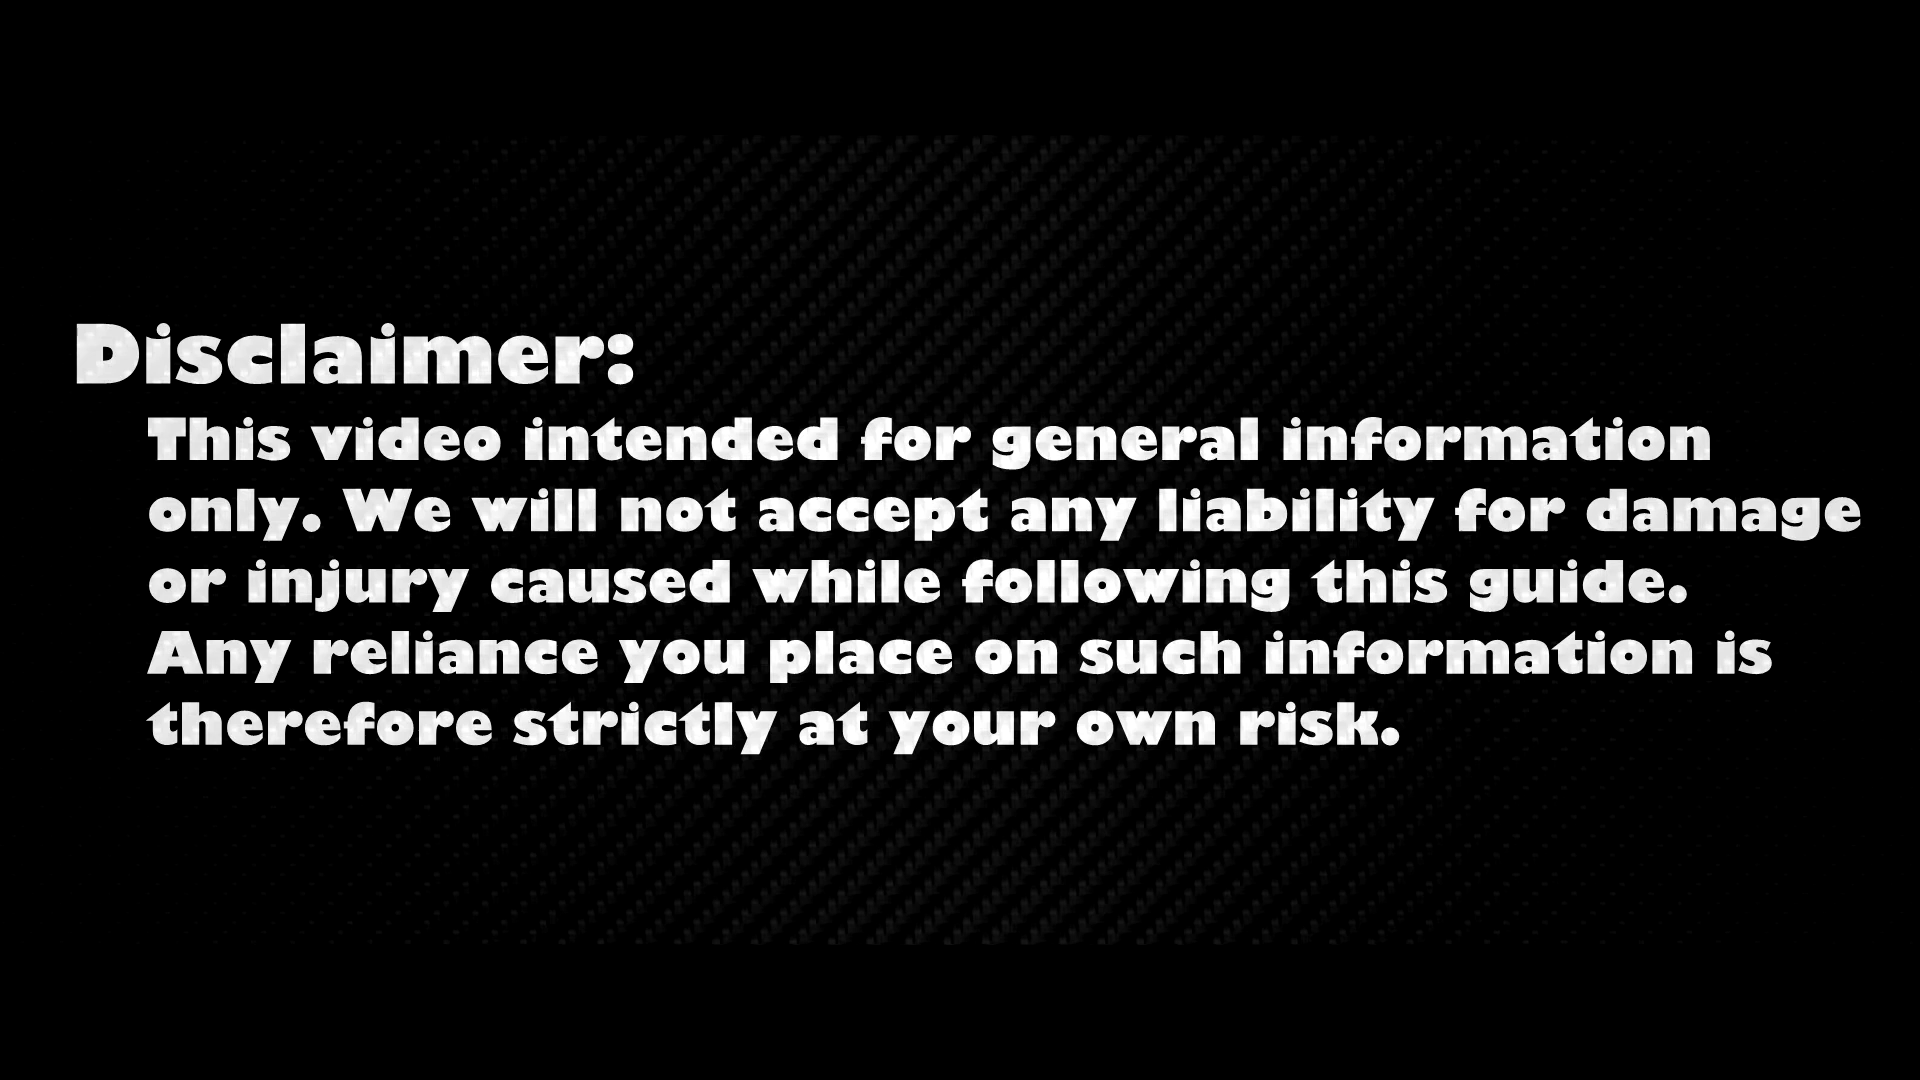 Disclaimer:
This video intended for general information
only. We will not accept any liability for damage
or injury caused while following this guide.
Any reliance you place on such information is
therefore strictly at your own risk.